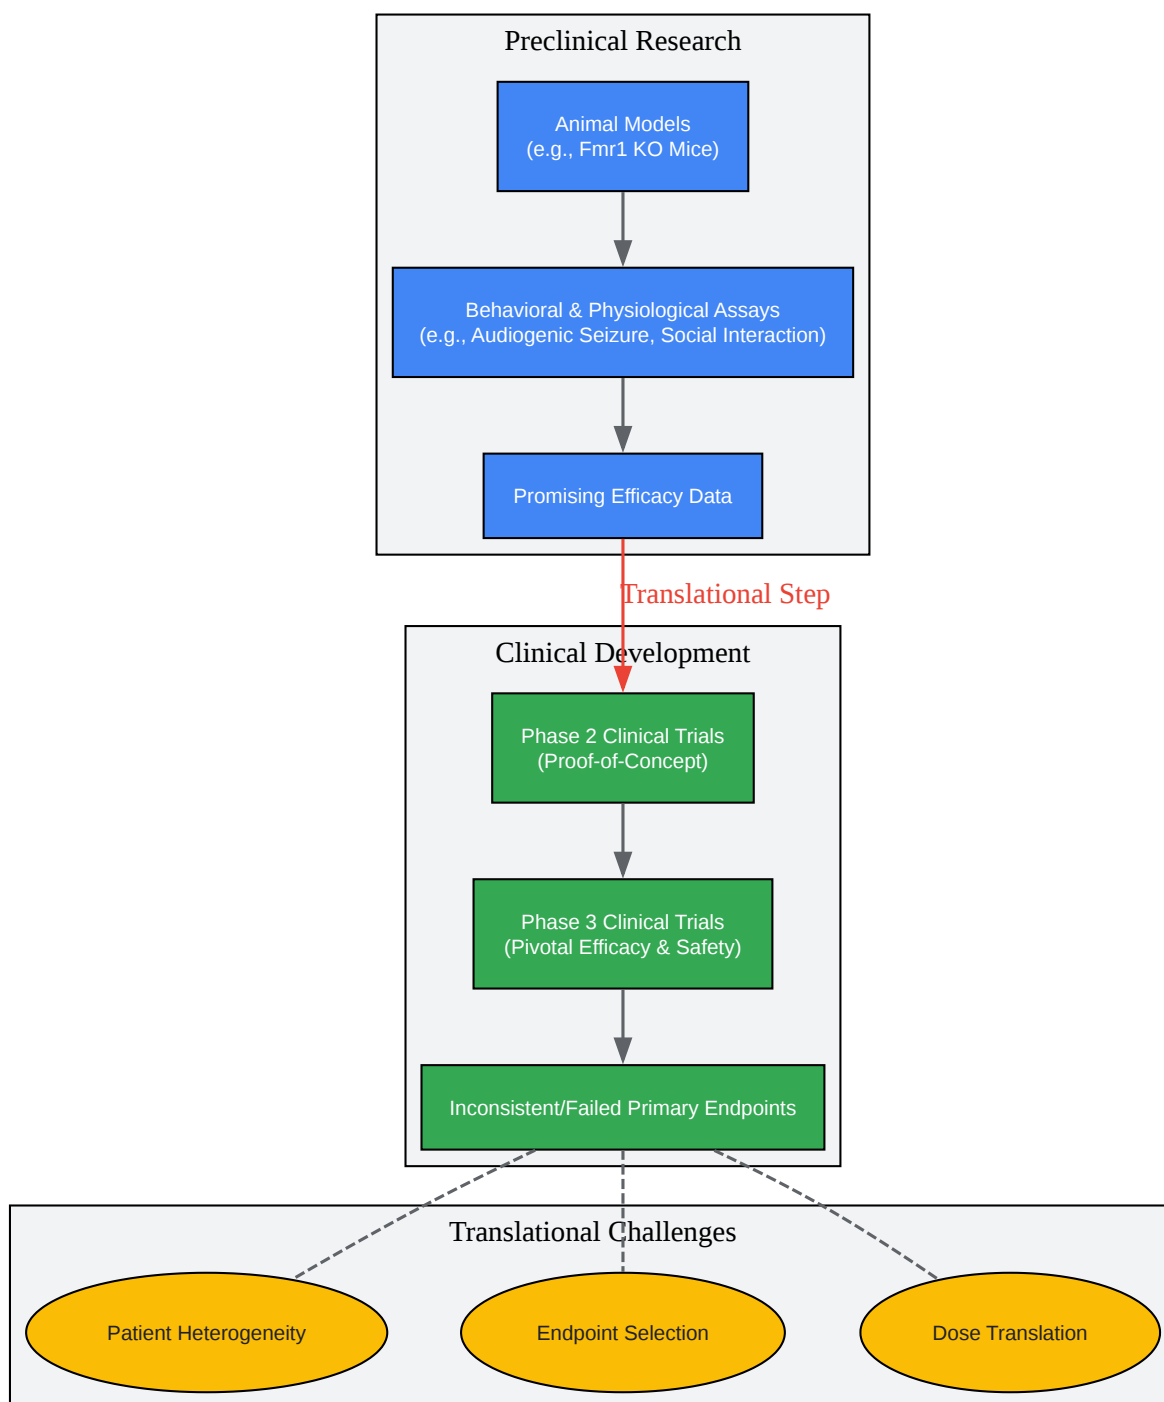 Preclinical Research
Animal Models
(e.g., Fmr1 KO Mice)
Behavioral & Physiological Assays
(e.g., Audiogenic Seizure, Social Interaction)
Promising Efficacy Data
Translational Step
Clinical Development
Phase 2 Clinical Trials
(Proof-of-Concept)
Phase 3 Clinical Trials
(Pivotal Efficacy & Safety)
Inconsistent/Failed Primary Endpoints
Translational Challenges
Patient Heterogeneity
Endpoint Selection
Dose Translation